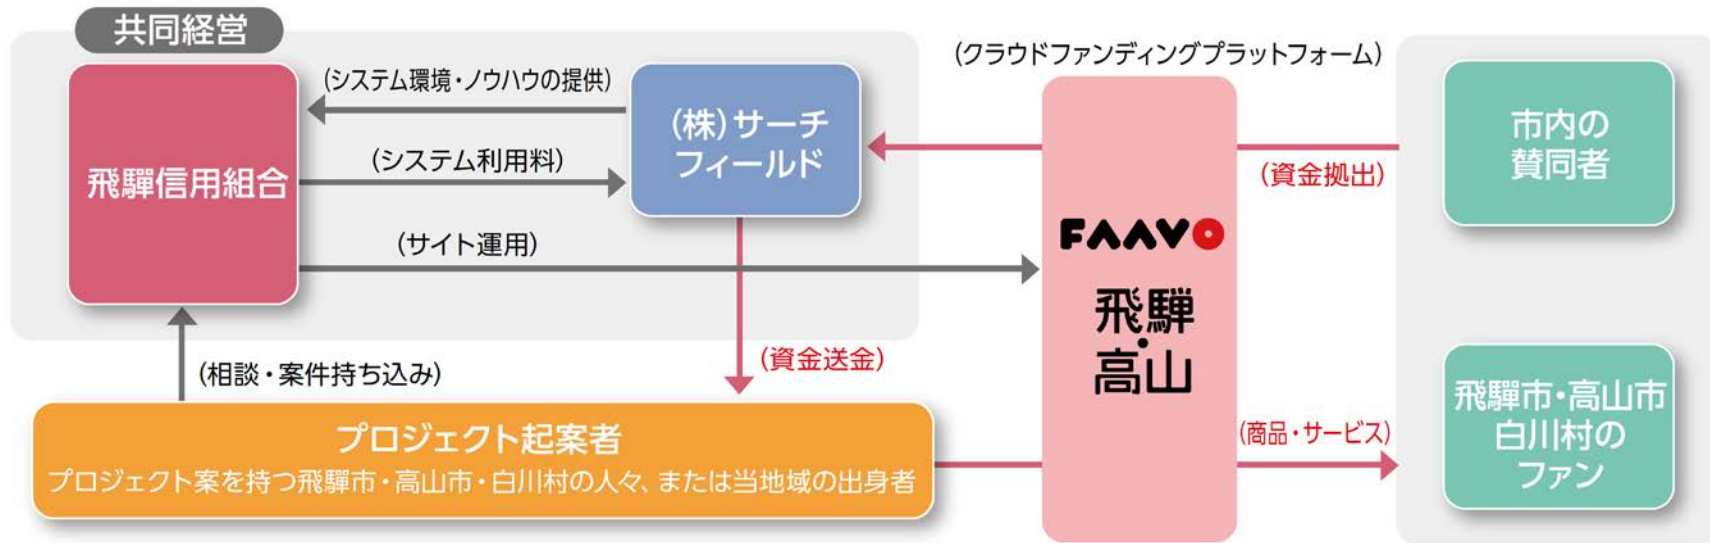 共同経営
飛驒信用組合
(システム環境・ノウハウの提供)
(システム利用料)
(サイト運用)
(株)サーチ
フィールド
(クラウドファンディングプラットフォーム)
FAAVO
飛騨
・
高山
(資金拠出)
市内の
賛同者
(相談・案件持ち込み)
(資金送金)
プロジェクト起案者
プロジェクト案を持つ飛驒市・高山市・白川村の人々、または当地域の出身者
(商品・サービス)
飛驒市・高山市
白川村の
ファン